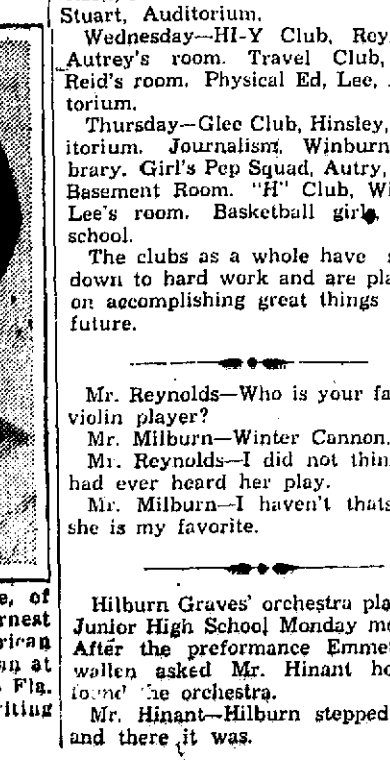 Stuart, Auditorium.
Wednesday—HI-Y Club, Rey
Autrey's room. Travel Club,
Reid's room. Physical Ed, Lee,
torium.
Thursday—Glee Club, Hinsley,
itorium. Journalism, Winburn
brary. Girl's Pep Squad, Autry,
Basement Room. "H" Club, Wi
Lee's room. Basketball girls,
school.
The clubs as a whole have s
down to hard work and are pla
on accomplishing great things
future.
Mr. Reynolds—Who is your fa
violin player?
Mr. Milburn—Winter Cannon.
Mr. Reynolds—I did not thin
had ever heard her play.
Mr. Milburn—I haven't thats
she is my favorite.
Hilburn Graves' orchestra pla
Junior High School Monday mo
After the preformance Emmet
wallen asked Mr. Hinant ho
found the orchestra.
Mr. Hinant—Hilburn stepped
and there it was.
e, of
rnest
rican
an at
Fla.
riting